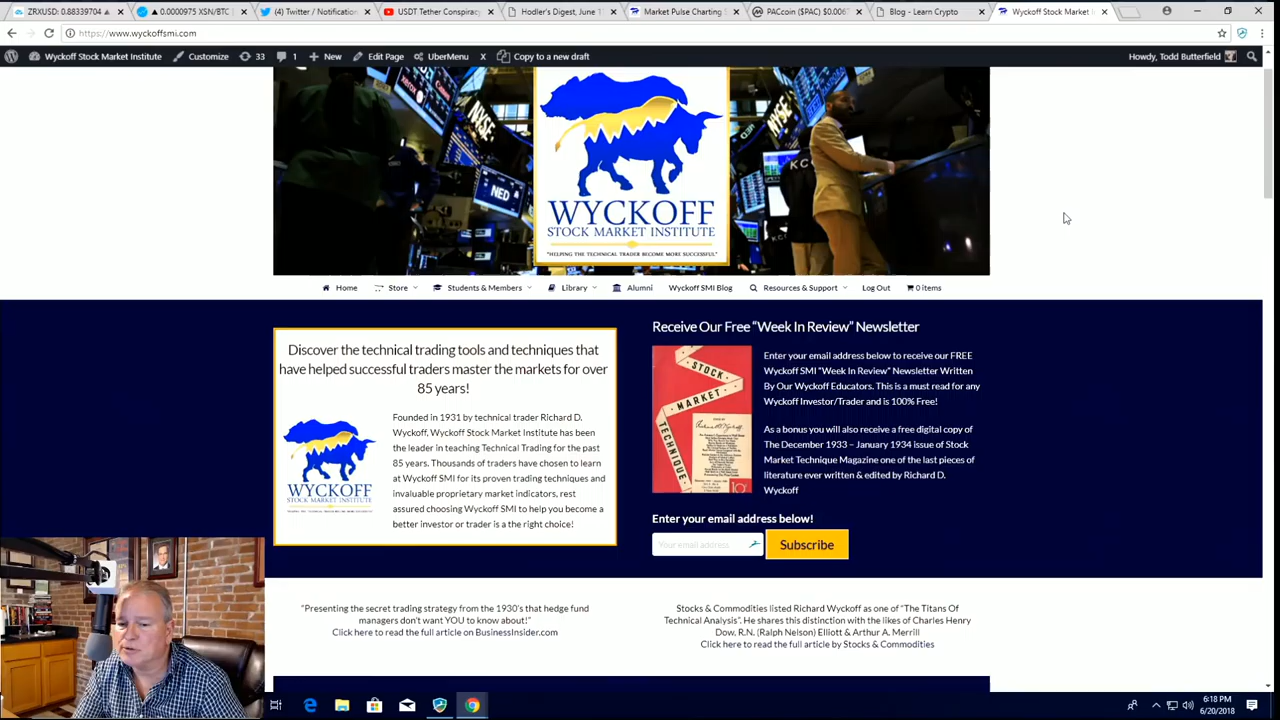 ZRXUSD: 0.88339704
0.0000975 XSN/BTC
(4) Twitter / Notification
USDT Tether Conspirac
Hodler's Digest, June 1
Market Pulse Charting S
PACcoin ($PAC) $0.006
Blog - Learn Crypto
Wyckoff Stock Market I
https://www.wyckoffsmi.com
Wyckoff Stock Market Institute
Customize
33
1
New
Edit Page
UberMenu
X
Copy to a new draft
Howdy, Todd Butterfield
NYSE
NYSE
NED
KC
WYCKOFF
STOCK MARKET INSTITUTE
"HELPING THE TECHNICAL TRADER BECOME MORE SUCCESSFUL."
Home
Store
Students & Members
Library
Alumni
Wyckoff SMI Blog
Resources & Support
Log Out
0 items
Discover the technical trading tools and techniques that
have helped successful traders master the markets for over
85 years!
Founded in 1931 by technical trader Richard D.
Wyckoff, Wyckoff Stock Market Institute has been
the leader in teaching Technical Trading for the past
85 years. Thousands of traders have chosen to learn
at Wyckoff SMI for its proven trading techniques and
invaluable proprietary market indicators, rest
assured choosing Wyckoff SMI to help you become a
better investor or trader is the right choice!
WYCKOFF
Receive Our Free “Week In Review” Newsletter
STOCK
MARKET
TECHNIQUE
Enter your email address below to receive our FREE
Wyckoff SMI “Week In Review” Newsletter Written
By Our Wyckoff Educators. This is a must read for any
Wyckoff Investor/Trader and is 100% Free!
As a bonus you will also receive a free digital copy of
The December 1933 – January 1934 issue of Stock
Market Technique Magazine one of the last pieces of
literature ever written & edited by Richard D.
Wyckoff
Enter your email address below!
Your email address
Subscribe
“Presenting the secret trading strategy from the 1930’s that hedge fund
managers don’t want YOU to know about!”
Click here to read the full article on BusinessInsider.com
Stocks & Commodities listed Richard Wyckoff as one of “The Titans Of
Technical Analysis”. He shares this distinction with the likes of Charles Henry
Dow, R.N. (Ralph Nelson) Elliott & Arthur A. Merrill
Click here to read the full article by Stocks & Commodities
6:18 PM
6/20/2018